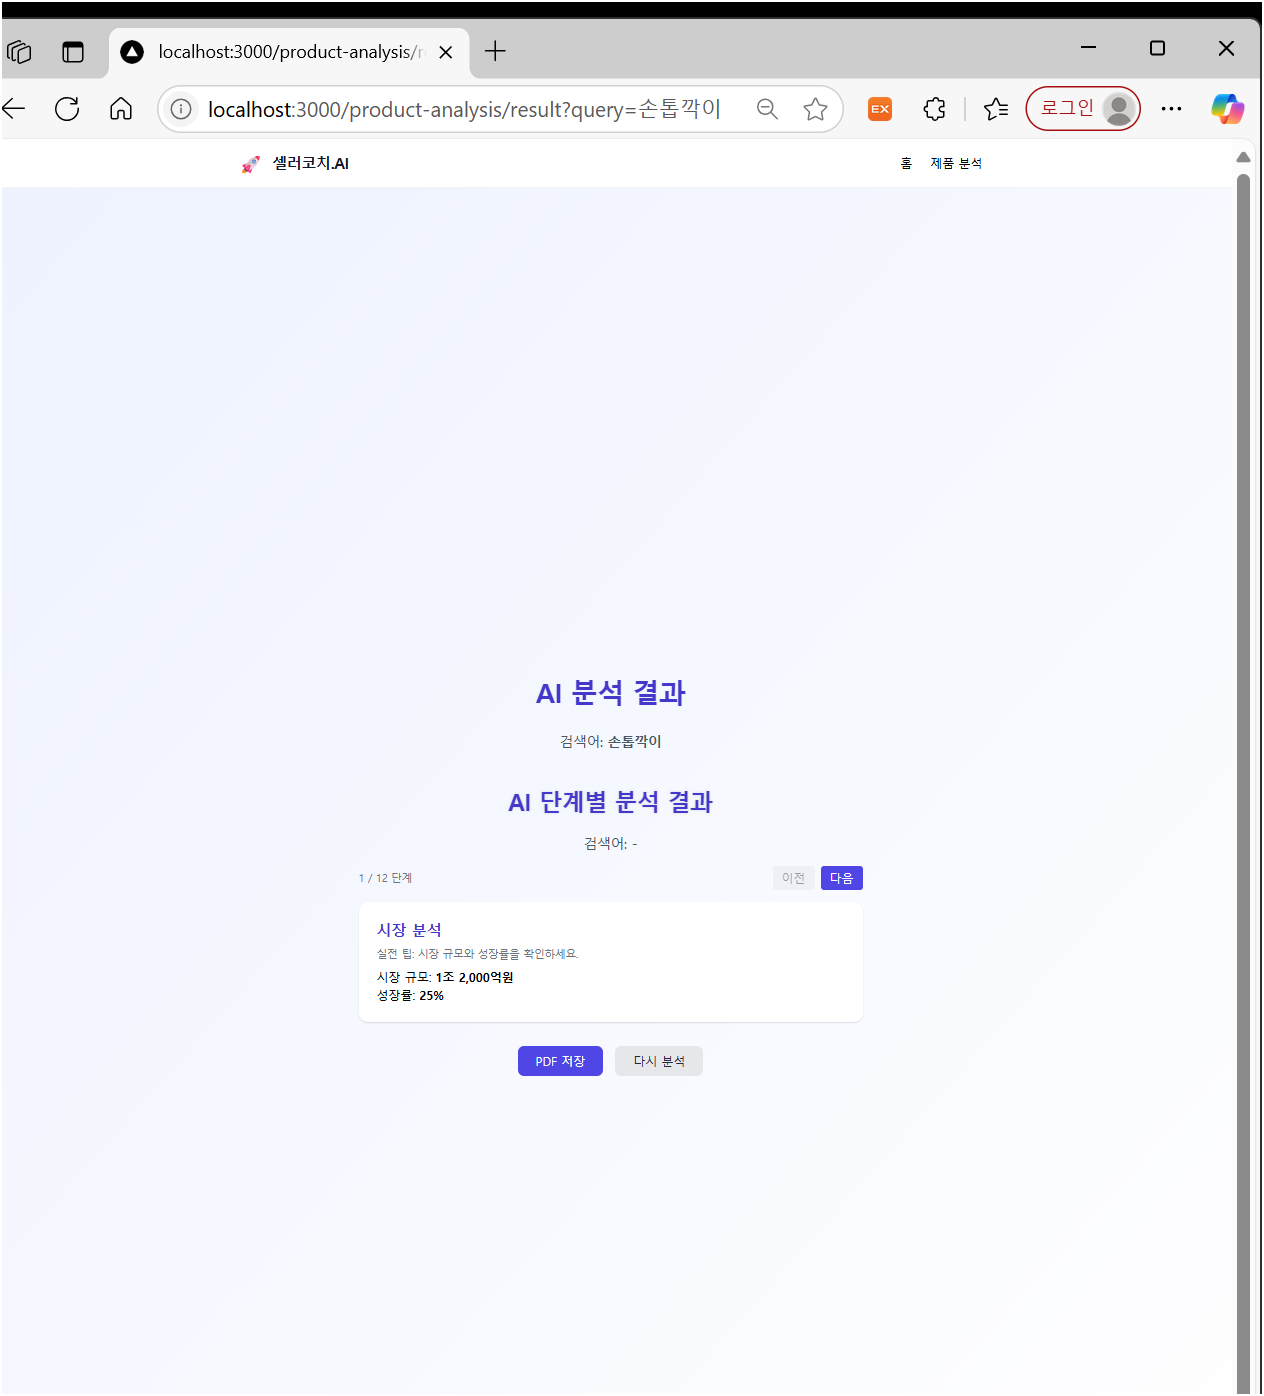 localhost:3000/product-analysis/r
localhost:3000/product-analysis/result?query=손톱깍이
EX
로그인
셀러코치.AI
홈 제품 분석
AI 분석 결과
검색어: 손톱깍이
AI 단계별 분석 결과
검색어: -
1 / 12 단계
이전 다음
시장 분석
실전 팁: 시장 규모와 성장률을 확인하세요.
시장 규모: 1조 2,000억원
성장률: 25%
PDF 저장 다시 분석